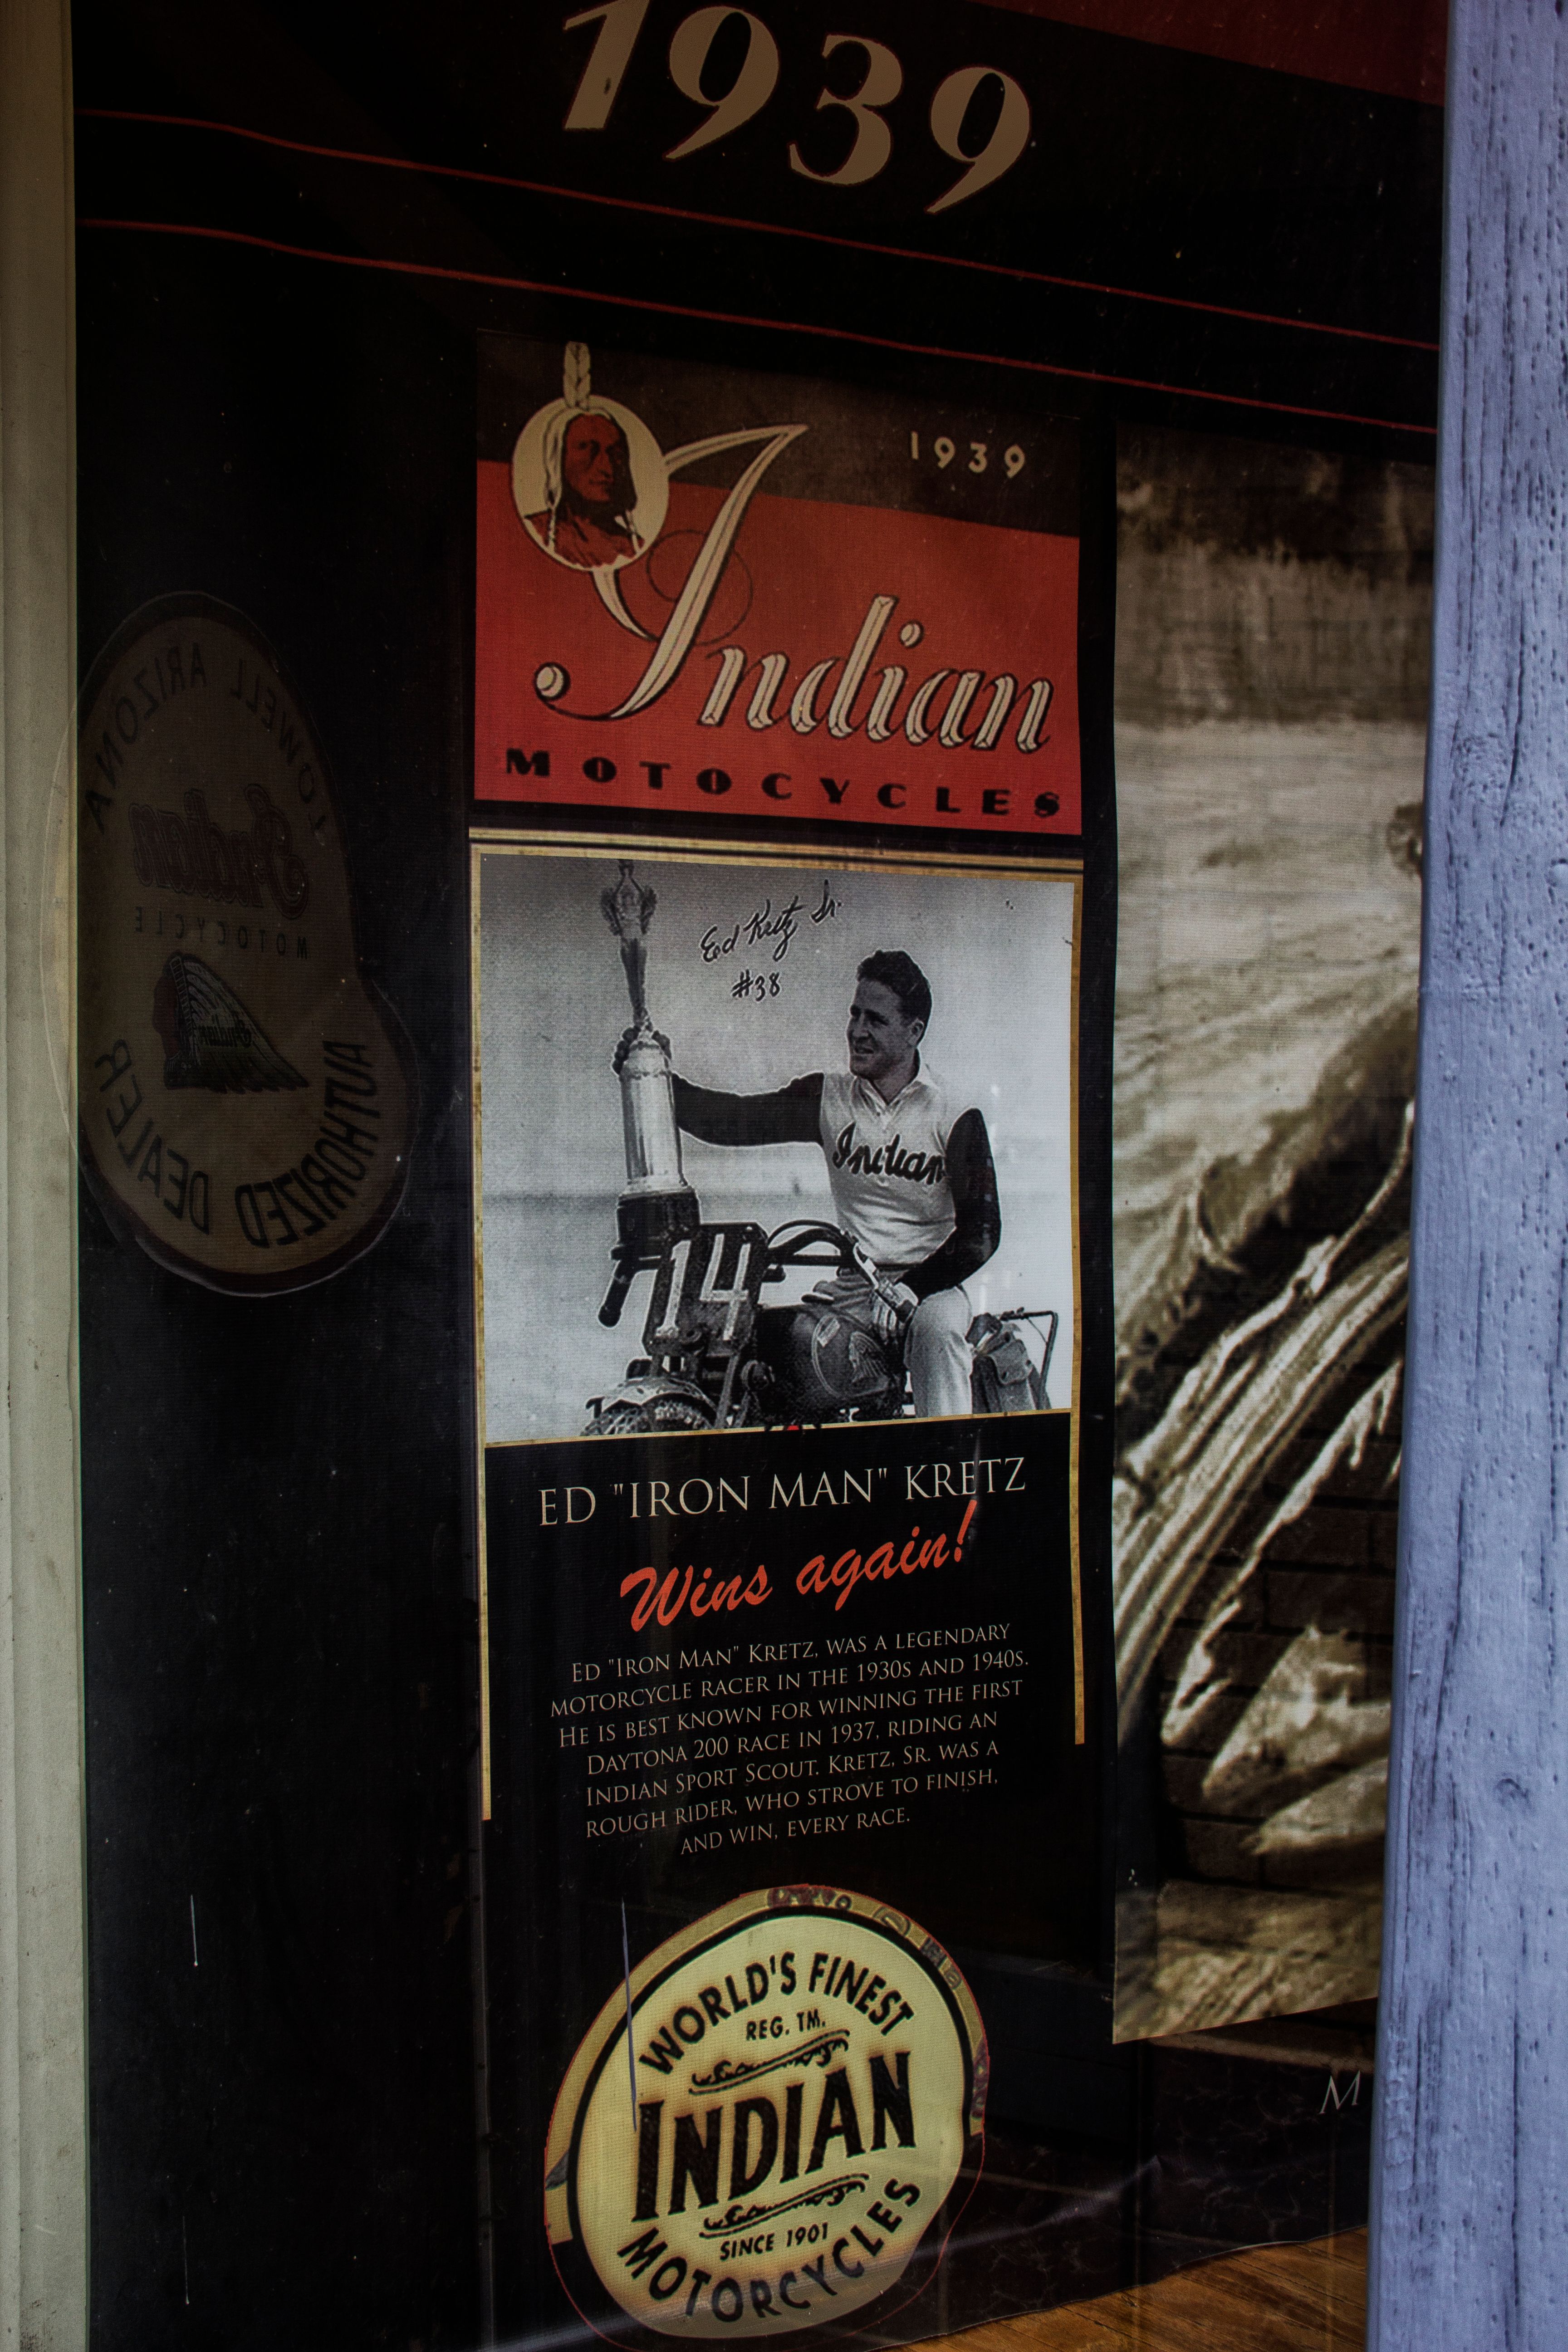 1939
1939
Indian
MOTOCYCLES
LOWELL ARIZONA
Indian
MOTOCYCLE
Indian
AUTHORIZED DEALER
Ed Kretz Sr.
#38
Indian
14
ED "IRON MAN" KRETZ
Wins again!
ED "IRON MAN" KRETZ, WAS A LEGENDARY
MOTORCYCLE RACER IN THE 1930S AND 1940S.
HE IS BEST KNOWN FOR WINNING THE FIRST
DAYTONA 200 RACE IN 1937, RIDING AN
INDIAN SPORT SCOUT. KRETZ, SR. WAS A
ROUGH RIDER, WHO STROVE TO FINISH,
AND WIN, EVERY RACE.
WORLD'S FINEST
REG. TM.
INDIAN
SINCE 1901
MOTORCYCLES
M